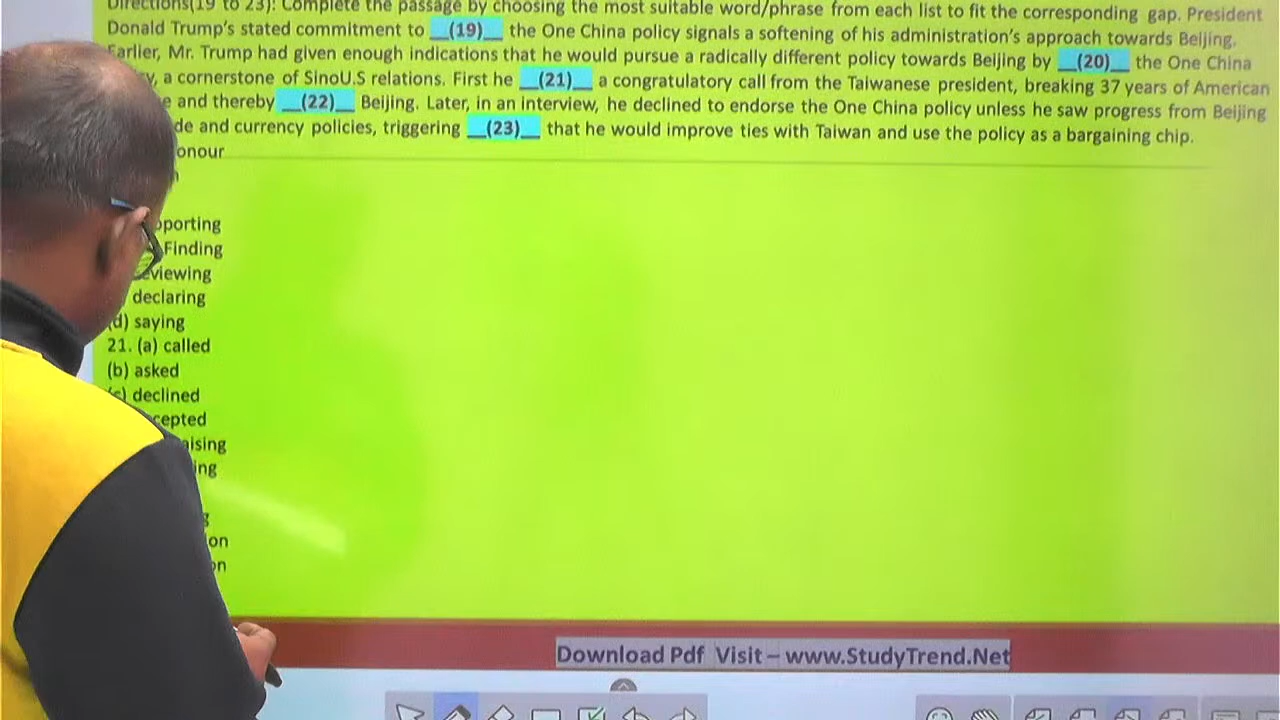 Directions(19 to 23): Complete the passage by choosing the most suitable word/phrase from each list to fit the corresponding gap. President
Donald Trump's stated commitment to __(19)__ the One China policy signals a softening of his administration's approach towards Beijing.
Earlier, Mr. Trump had given enough indications that he would pursue a radically different policy towards Beijing by __(20)__ the One China
y, a cornerstone of SinoU.S relations. First he __(21)__ a congratulatory call from the Taiwanese president, breaking 37 years of American
e and thereby __(22)__ Beijing. Later, in an interview, he declined to endorse the One China policy unless he saw progress from Beijing
de and currency policies, triggering __(23)__ that he would improve ties with Taiwan and use the policy as a bargaining chip.
onour
pporting
Finding
eviewing
declaring
(d) saying
21. (a) called
(b) asked
(c) declined
cepted
aising
ing
g
on
on
Download Pdf Visit – www.StudyTrend.Net